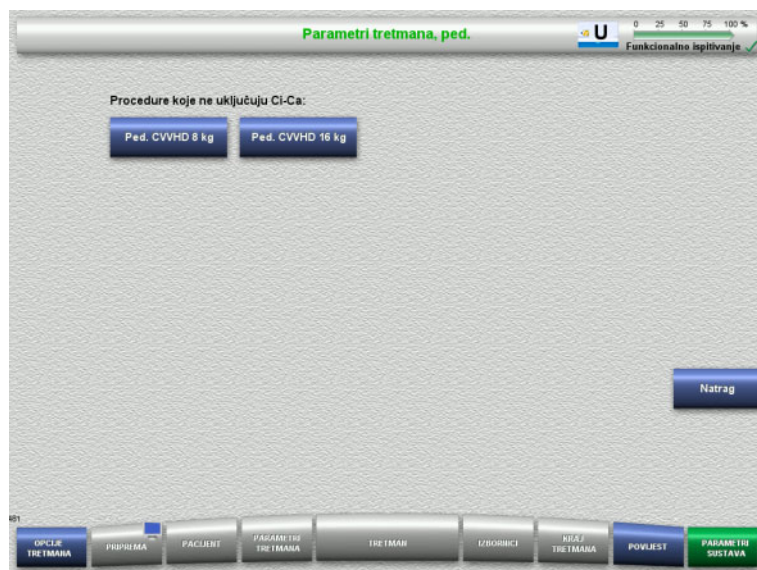 Parametri tretmana, ped.
U
0 25 50 75 100 %
Funkcionalno ispitivanje
Procedure koje ne uključuju Ci-Ca:
Ped. CVVHD 8 kg
Ped. CVVHD 16 kg
Natrag
OPCIJE
TRETMANA
PRIPREMA
PACIJENT
PARAMETRI
TRETMANA
TRETMAN
IZBORNICI
KRAJ
TRETMANA
POVIJEST
PARAMETRI
SUSTAVA